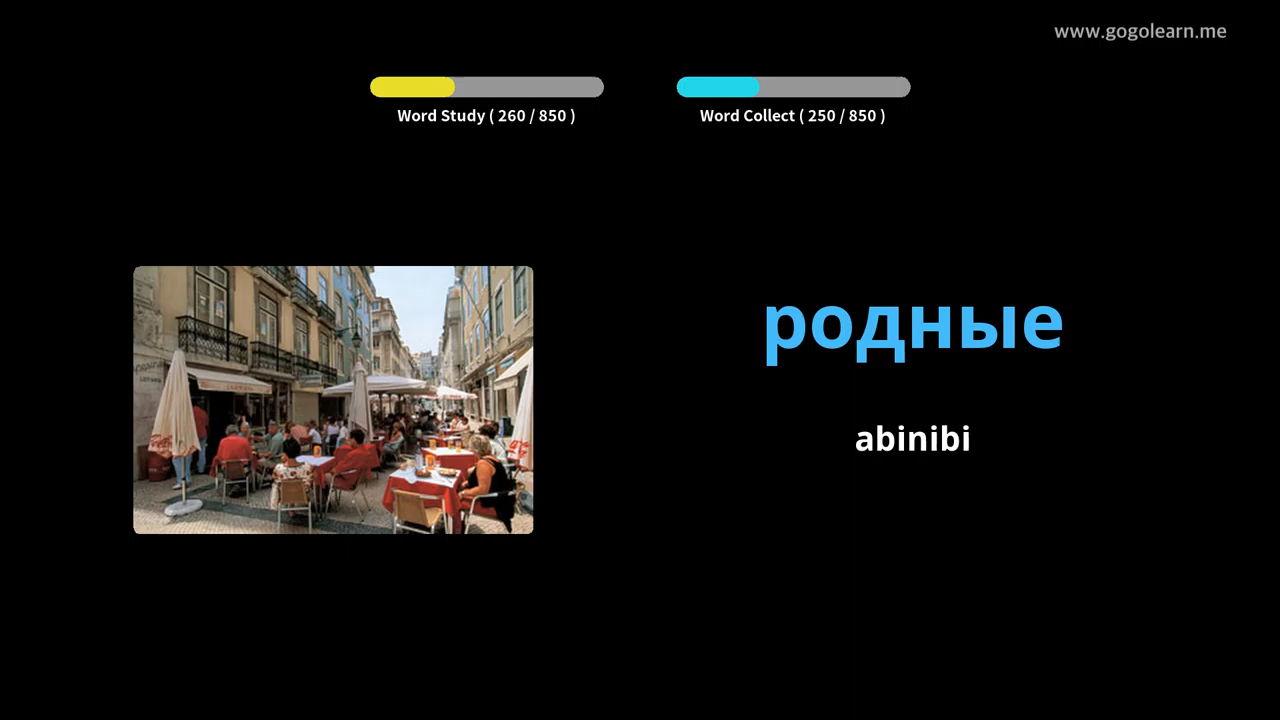 www.gogolearn.me
Word Study ( 260 / 850 )
Word Collect ( 250 / 850 )
родные
abinibi